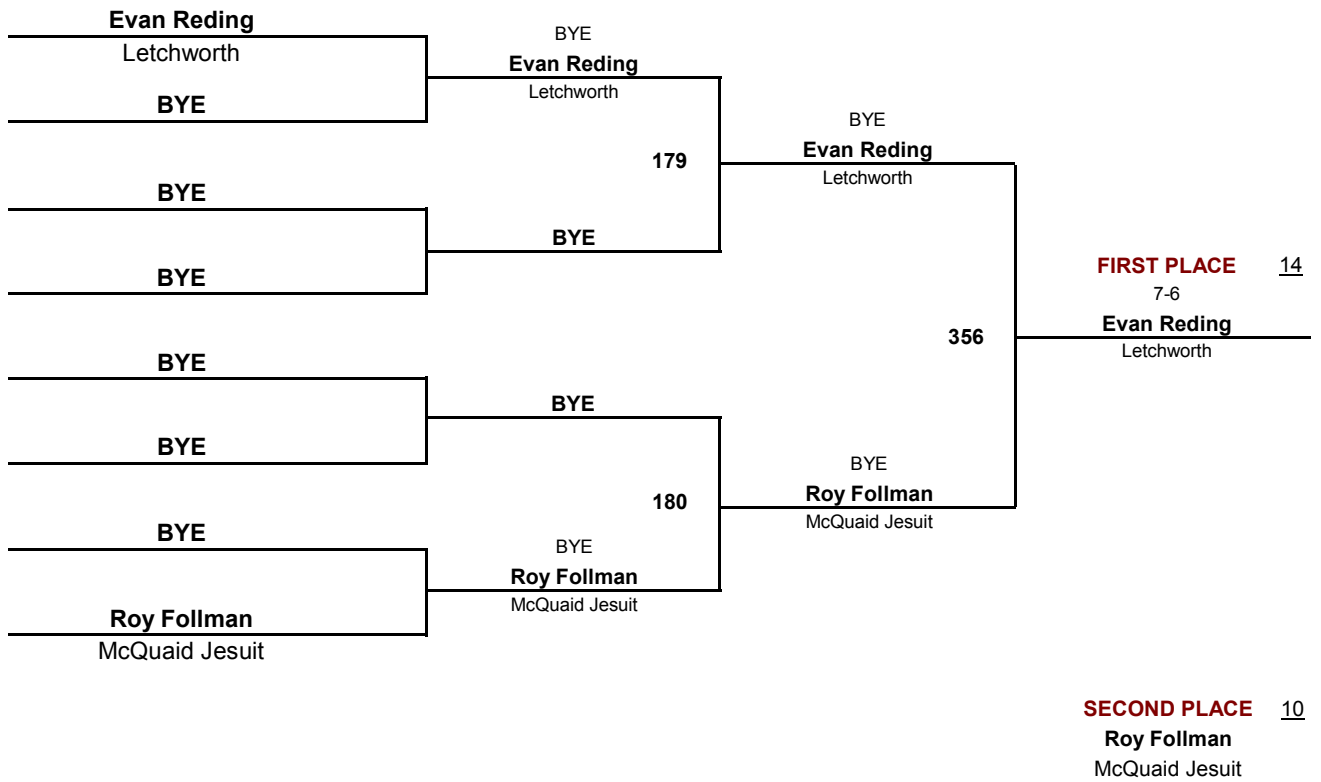 Evan Reding
Letchworth
BYE
BYE
BYE
BYE
BYE
BYE
Roy Follman
McQuaid Jesuit
BYE
Evan Reding
Letchworth
179
BYE
BYE
180
BYE
Roy Follman
McQuaid Jesuit
BYE
Evan Reding
Letchworth
356
BYE
Roy Follman
McQuaid Jesuit
FIRST PLACE 14
7-6
Evan Reding
Letchworth
SECOND PLACE 10
Roy Follman
McQuaid Jesuit